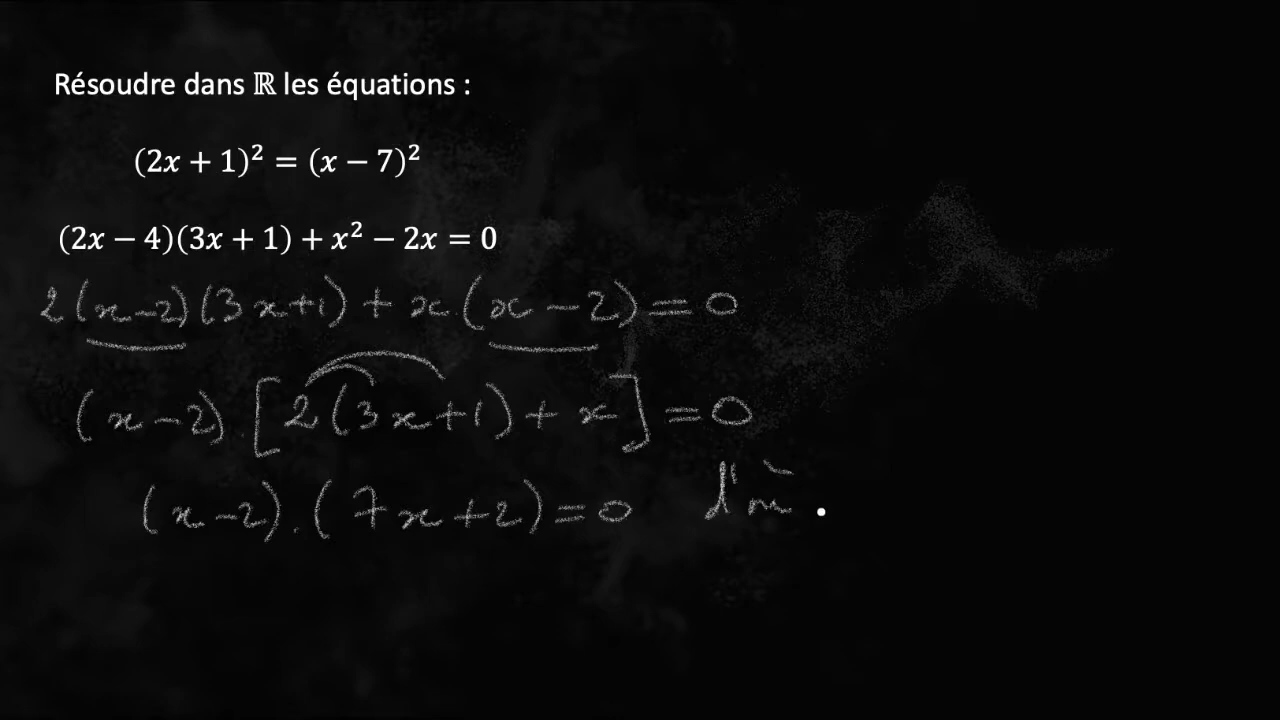 Résoudre dans ℝ les équations :
(2x + 1)² = (x − 7)²
(2x − 4)(3x + 1) + x² − 2x = 0
2(x−2)(3x+1) + x.(x−2) = 0
(x−2).[2(3x+1) + x] = 0
(x−2).(7x+2) = 0 d'où